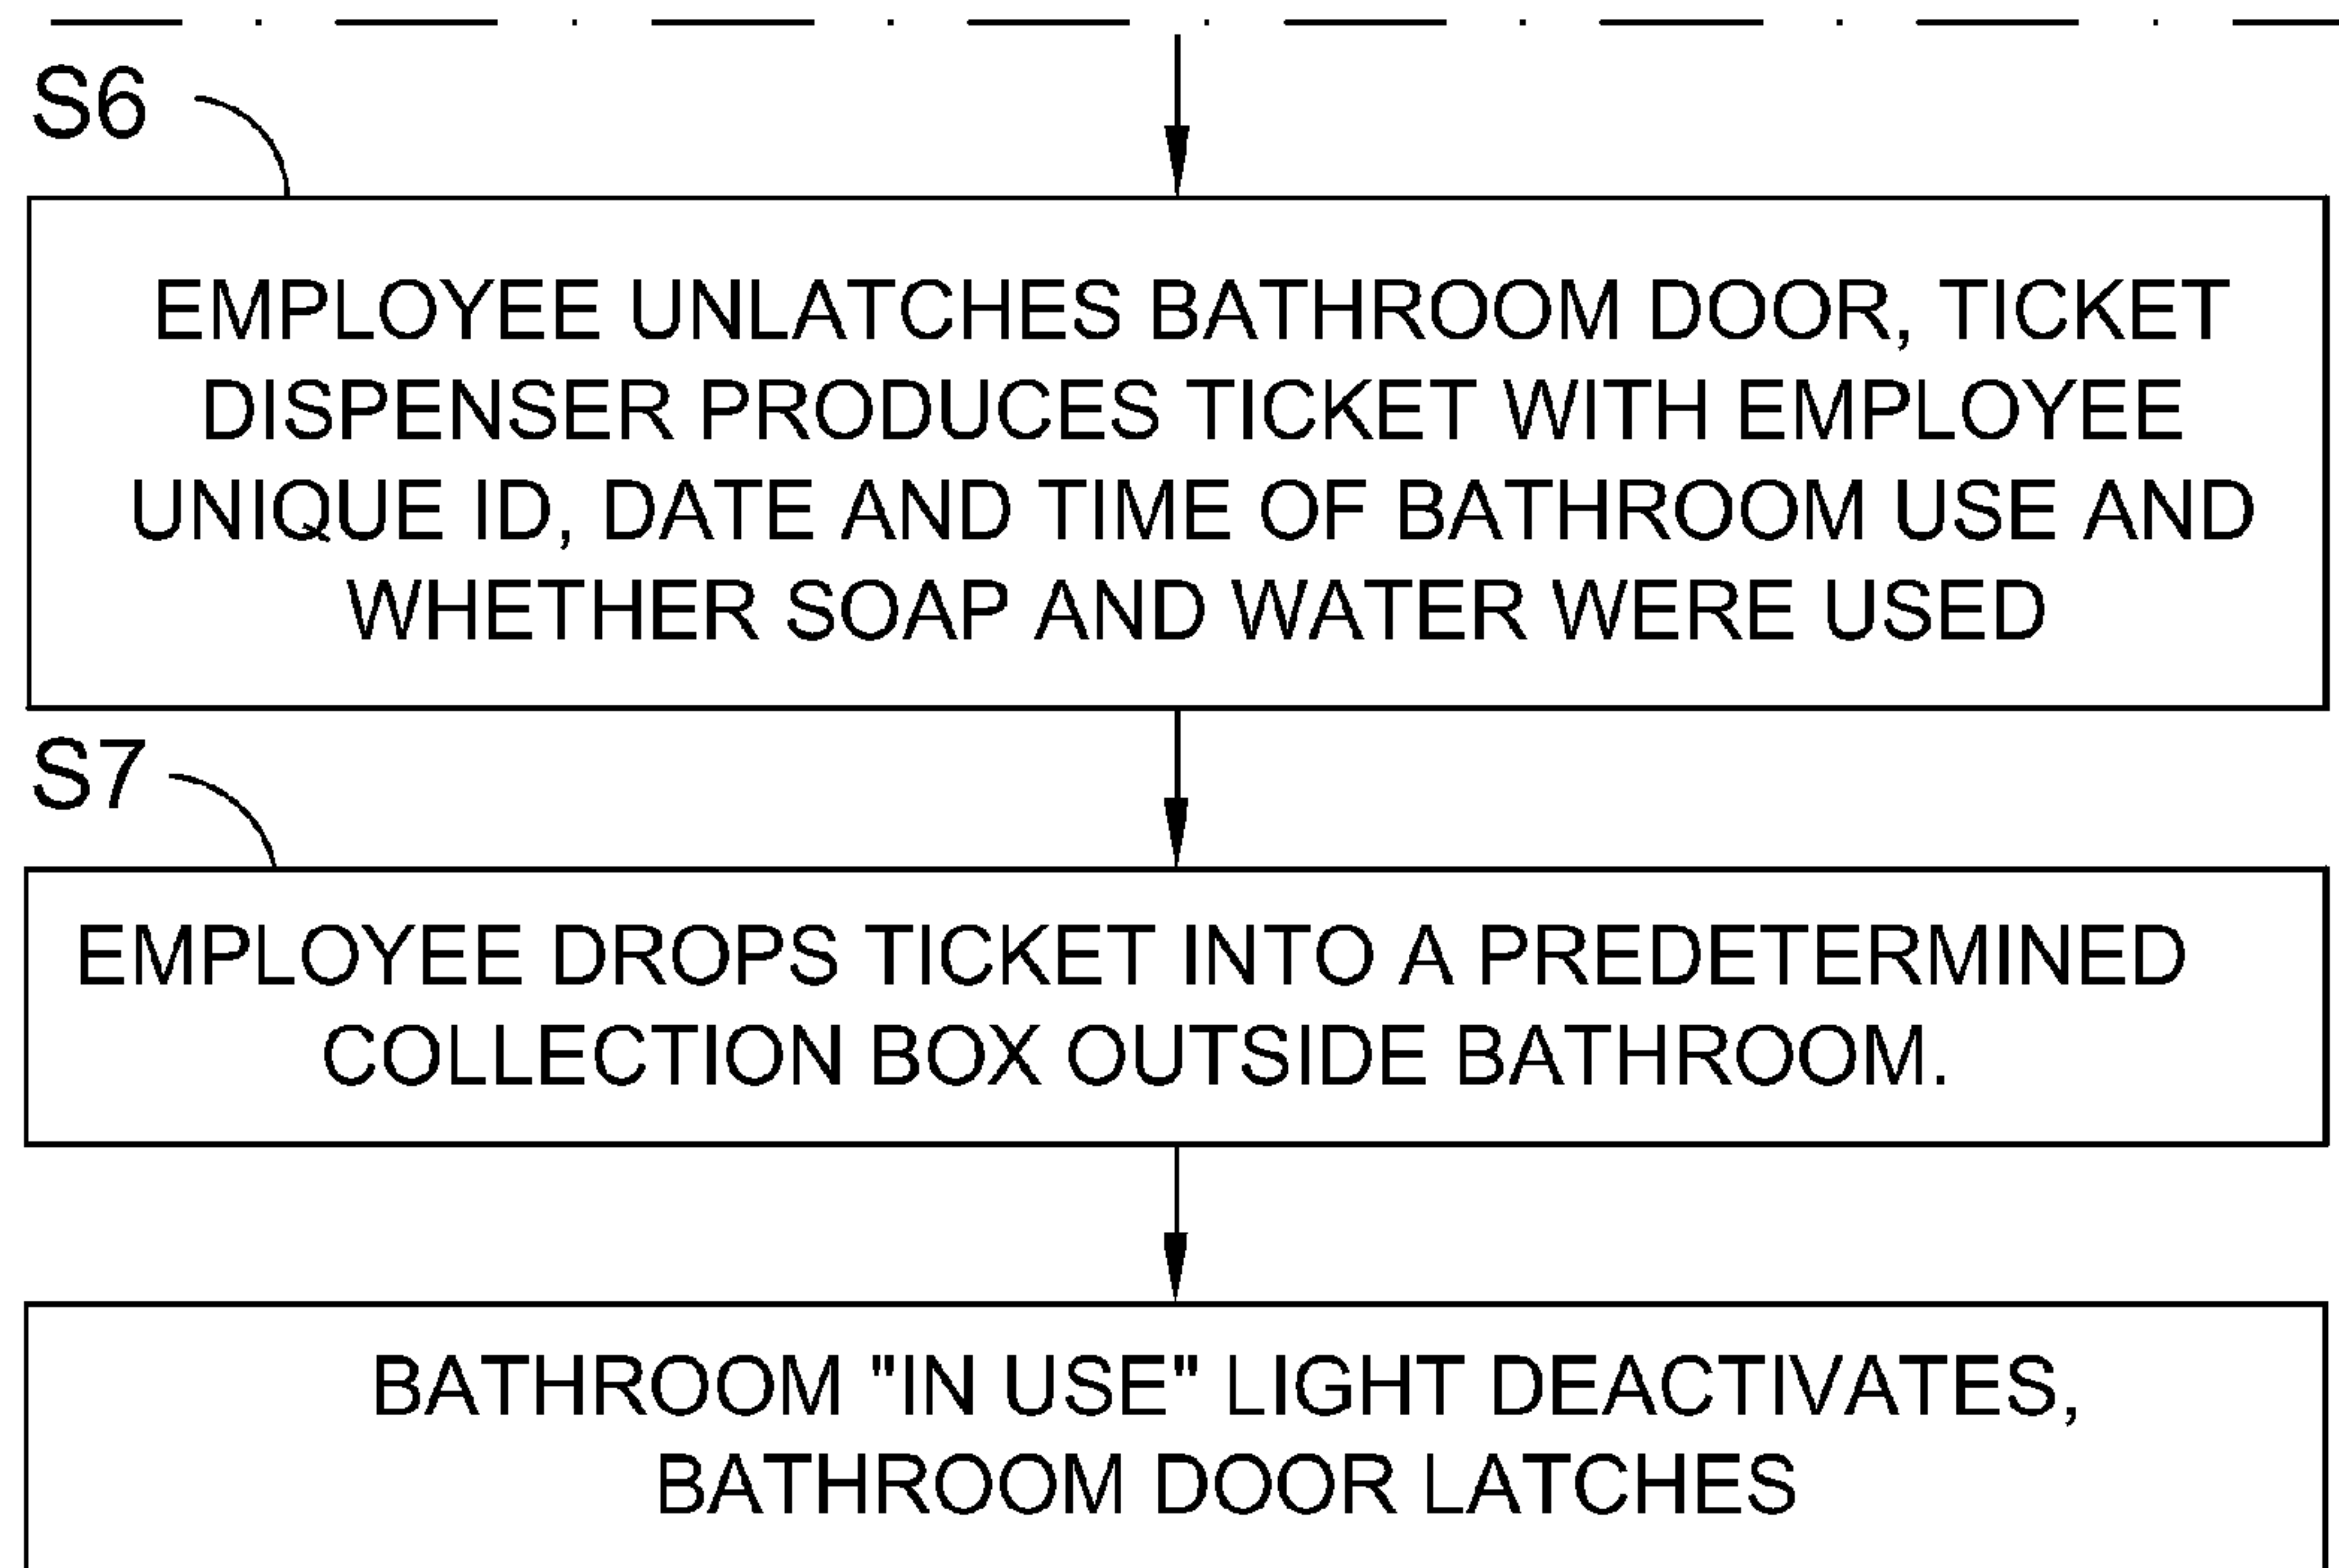 S6
EMPLOYEE UNLATCHES BATHROOM DOOR, TICKET
DISPENSER PRODUCES TICKET WITH EMPLOYEE
UNIQUE ID, DATE AND TIME OF BATHROOM USE AND
WHETHER SOAP AND WATER WERE USED
S7
EMPLOYEE DROPS TICKET INTO A PREDETERMINED
COLLECTION BOX OUTSIDE BATHROOM.
BATHROOM "IN USE" LIGHT DEACTIVATES,
BATHROOM DOOR LATCHES